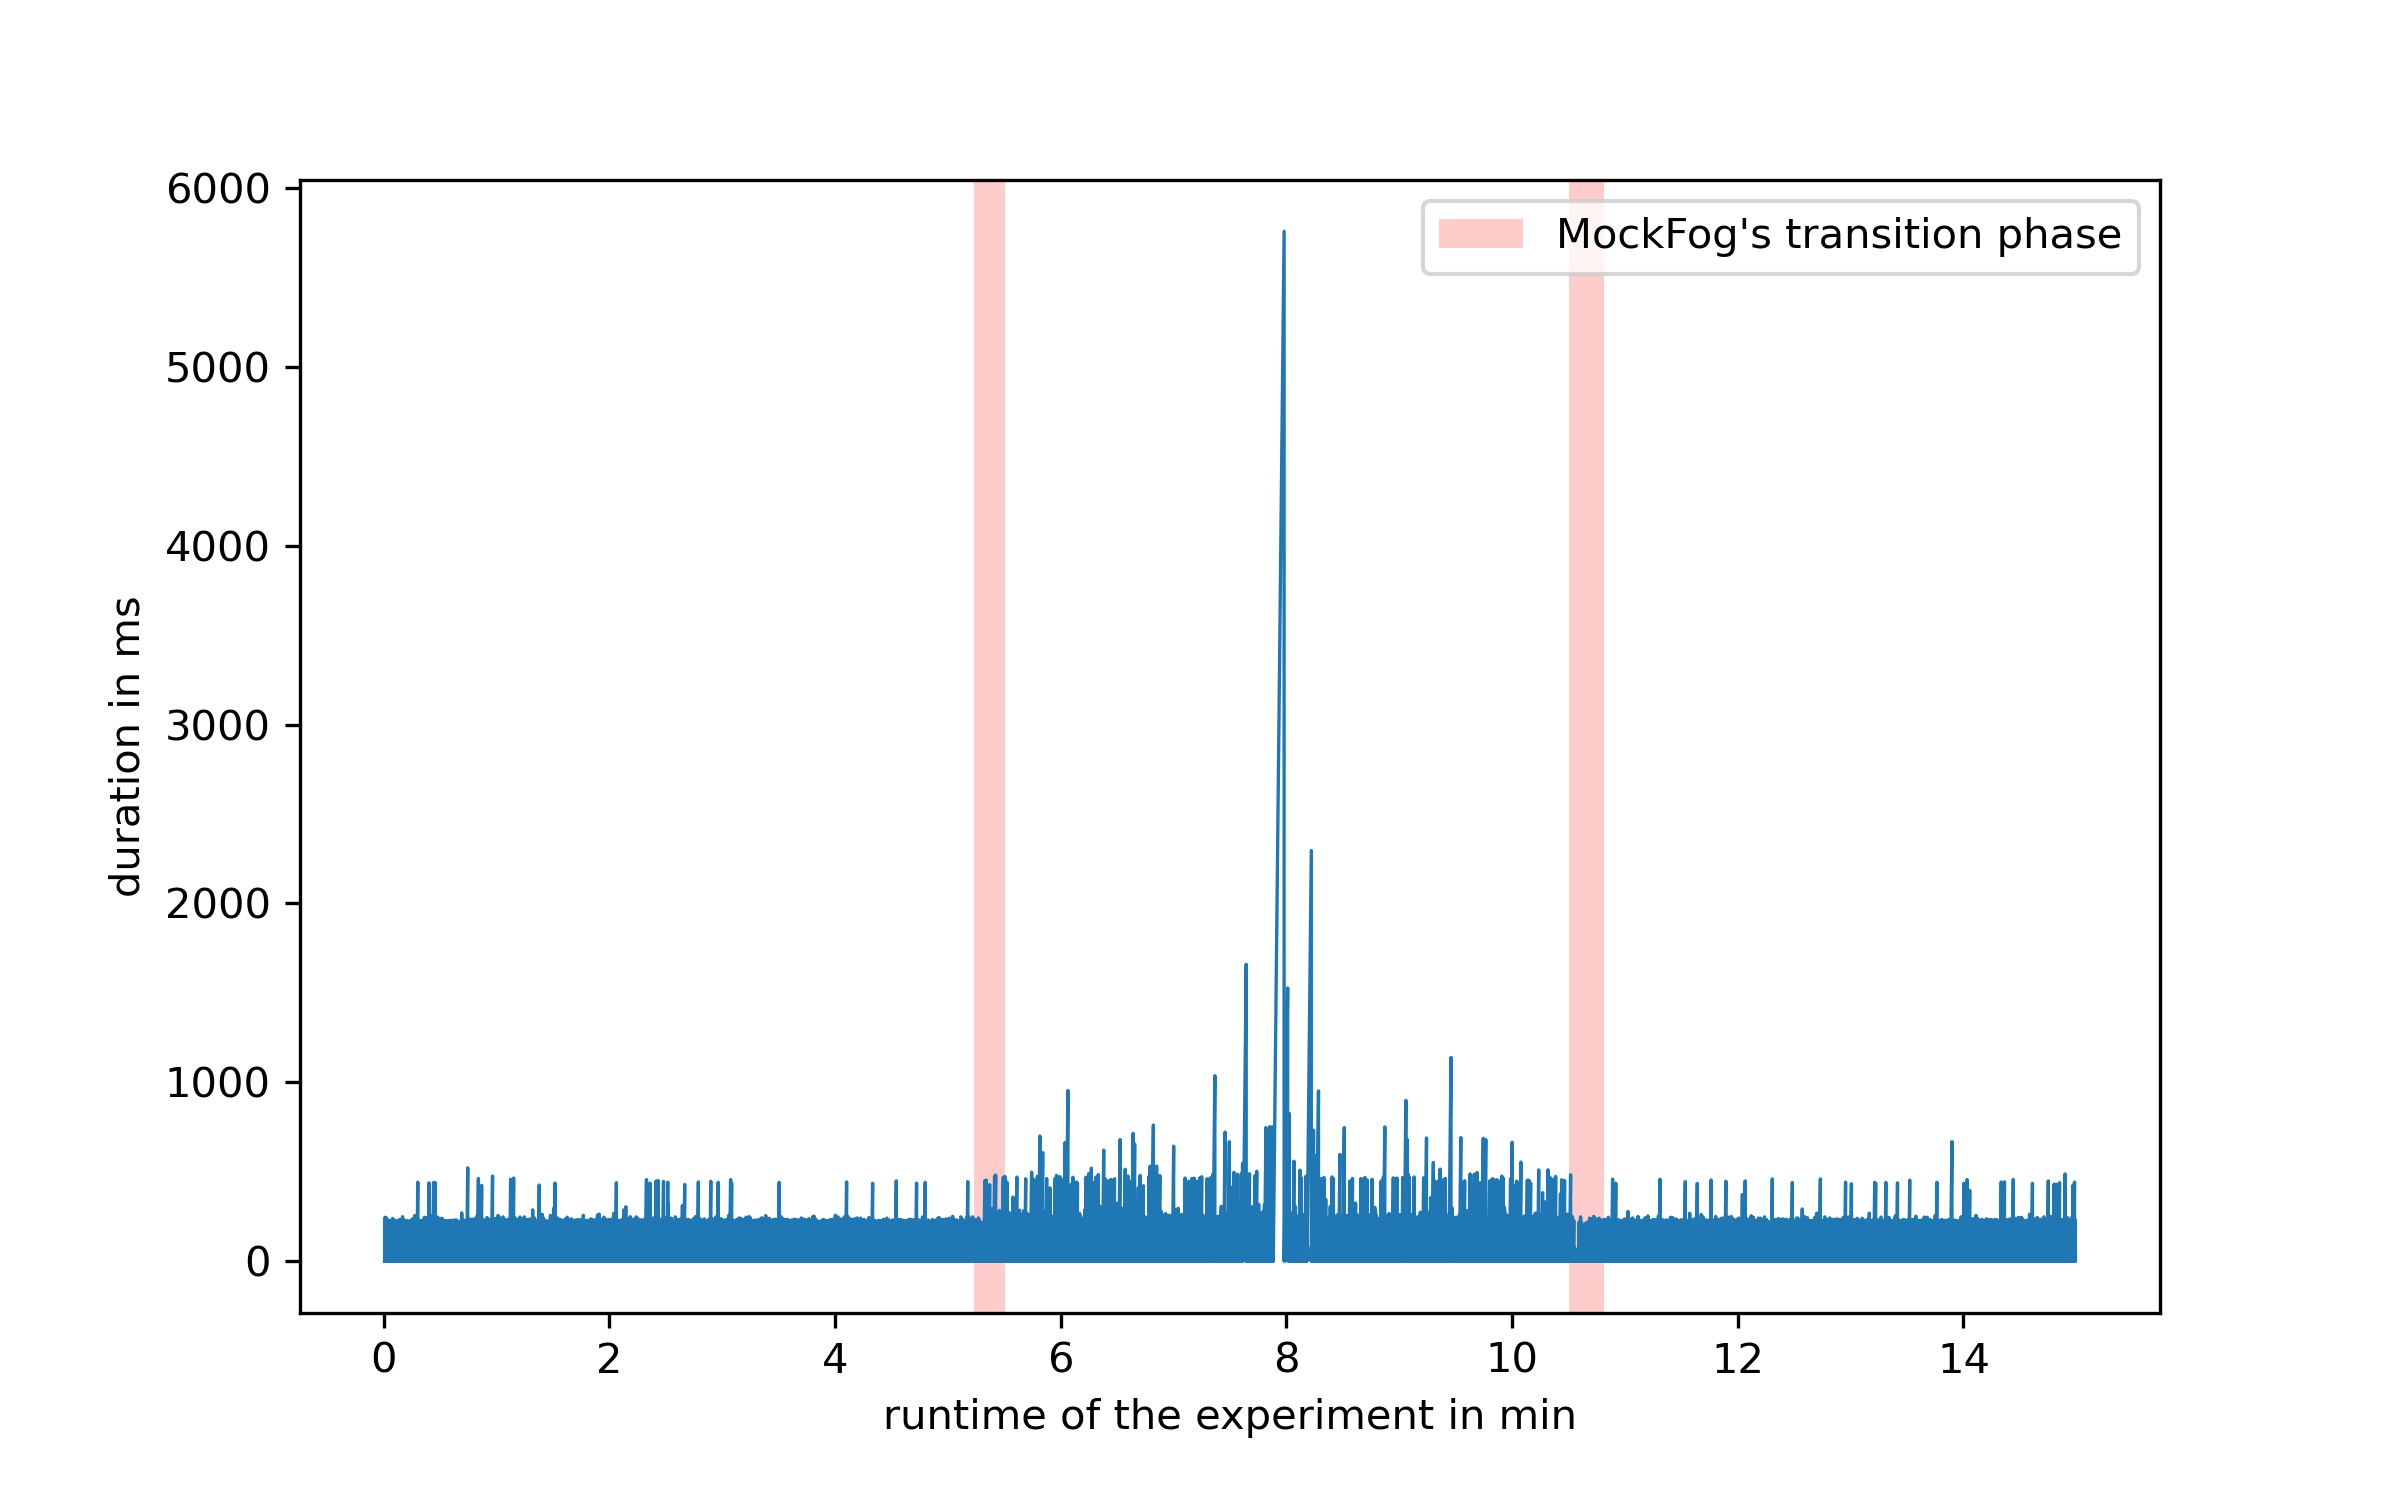 6000
5000
4000
3000
2000
1000
0
duration in ms
MockFog's transition phase
0 2 4 6 8 10 12 14
runtime of the experiment in min